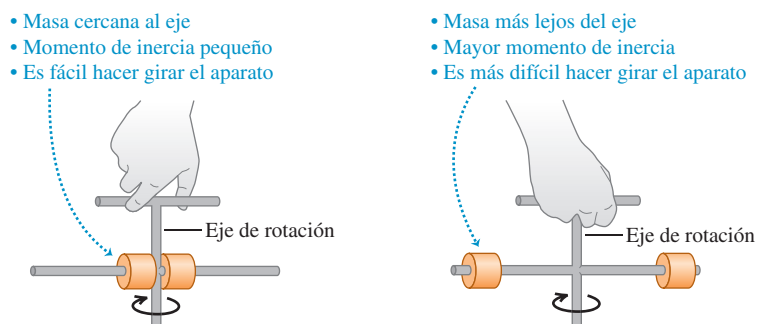 • Masa cercana al eje
• Momento de inercia pequeño
• Es fácil hacer girar el aparato
Eje de rotación
• Masa más lejos del eje
• Mayor momento de inercia
• Es más difícil hacer girar el aparato
Eje de rotación